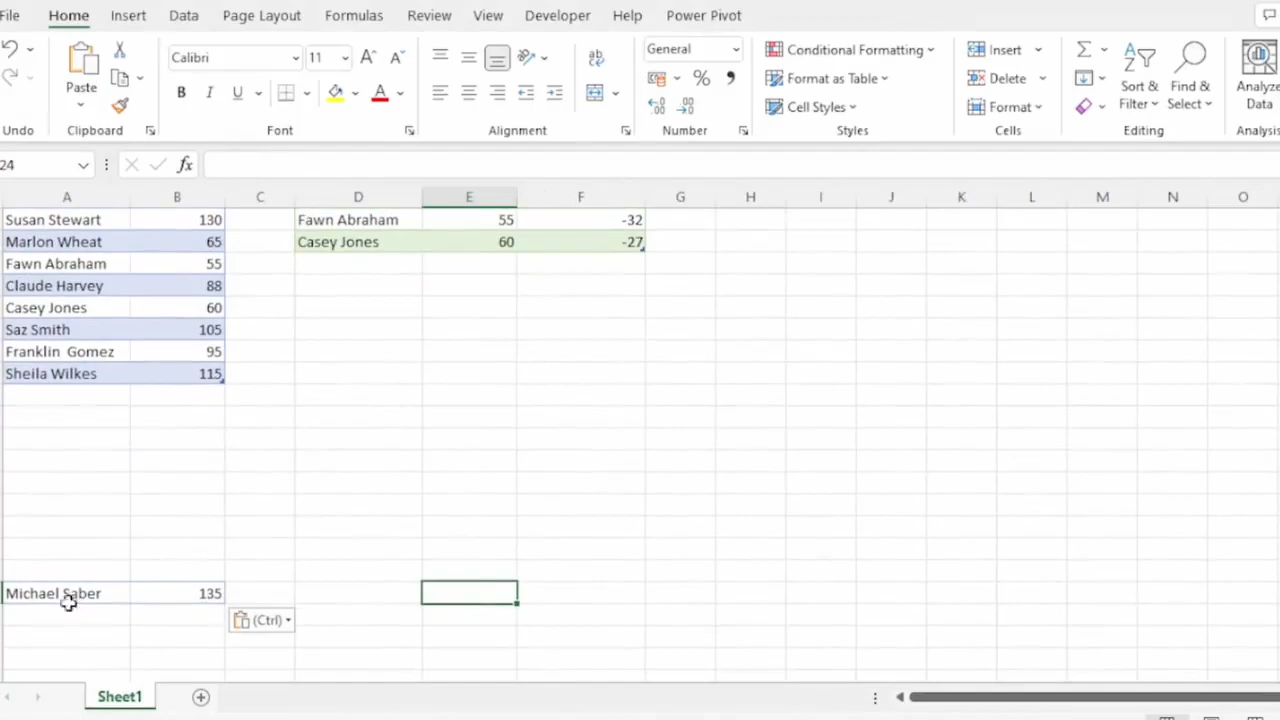 File Home Insert Data Page Layout Formulas Review View Developer Help Power Pivot
Calibri 11 General Conditional Formatting Insert Σ
Paste % Format as Table Delete Sort & Find & Analyze
B I U A Cell Styles Format Filter Select Data
Undo Clipboard Font Alignment Number Styles Cells Editing Analysis
24 fx
A B C D E F G H I J K L M N O
Susan Stewart 130 Fawn Abraham 55 -32
Marlon Wheat 65 Casey Jones 60 -27
Fawn Abraham 55
Claude Harvey 88
Casey Jones 60
Saz Smith 105
Franklin Gomez 95
Sheila Wilkes 115
Michael Saber 135
(Ctrl)
Sheet1